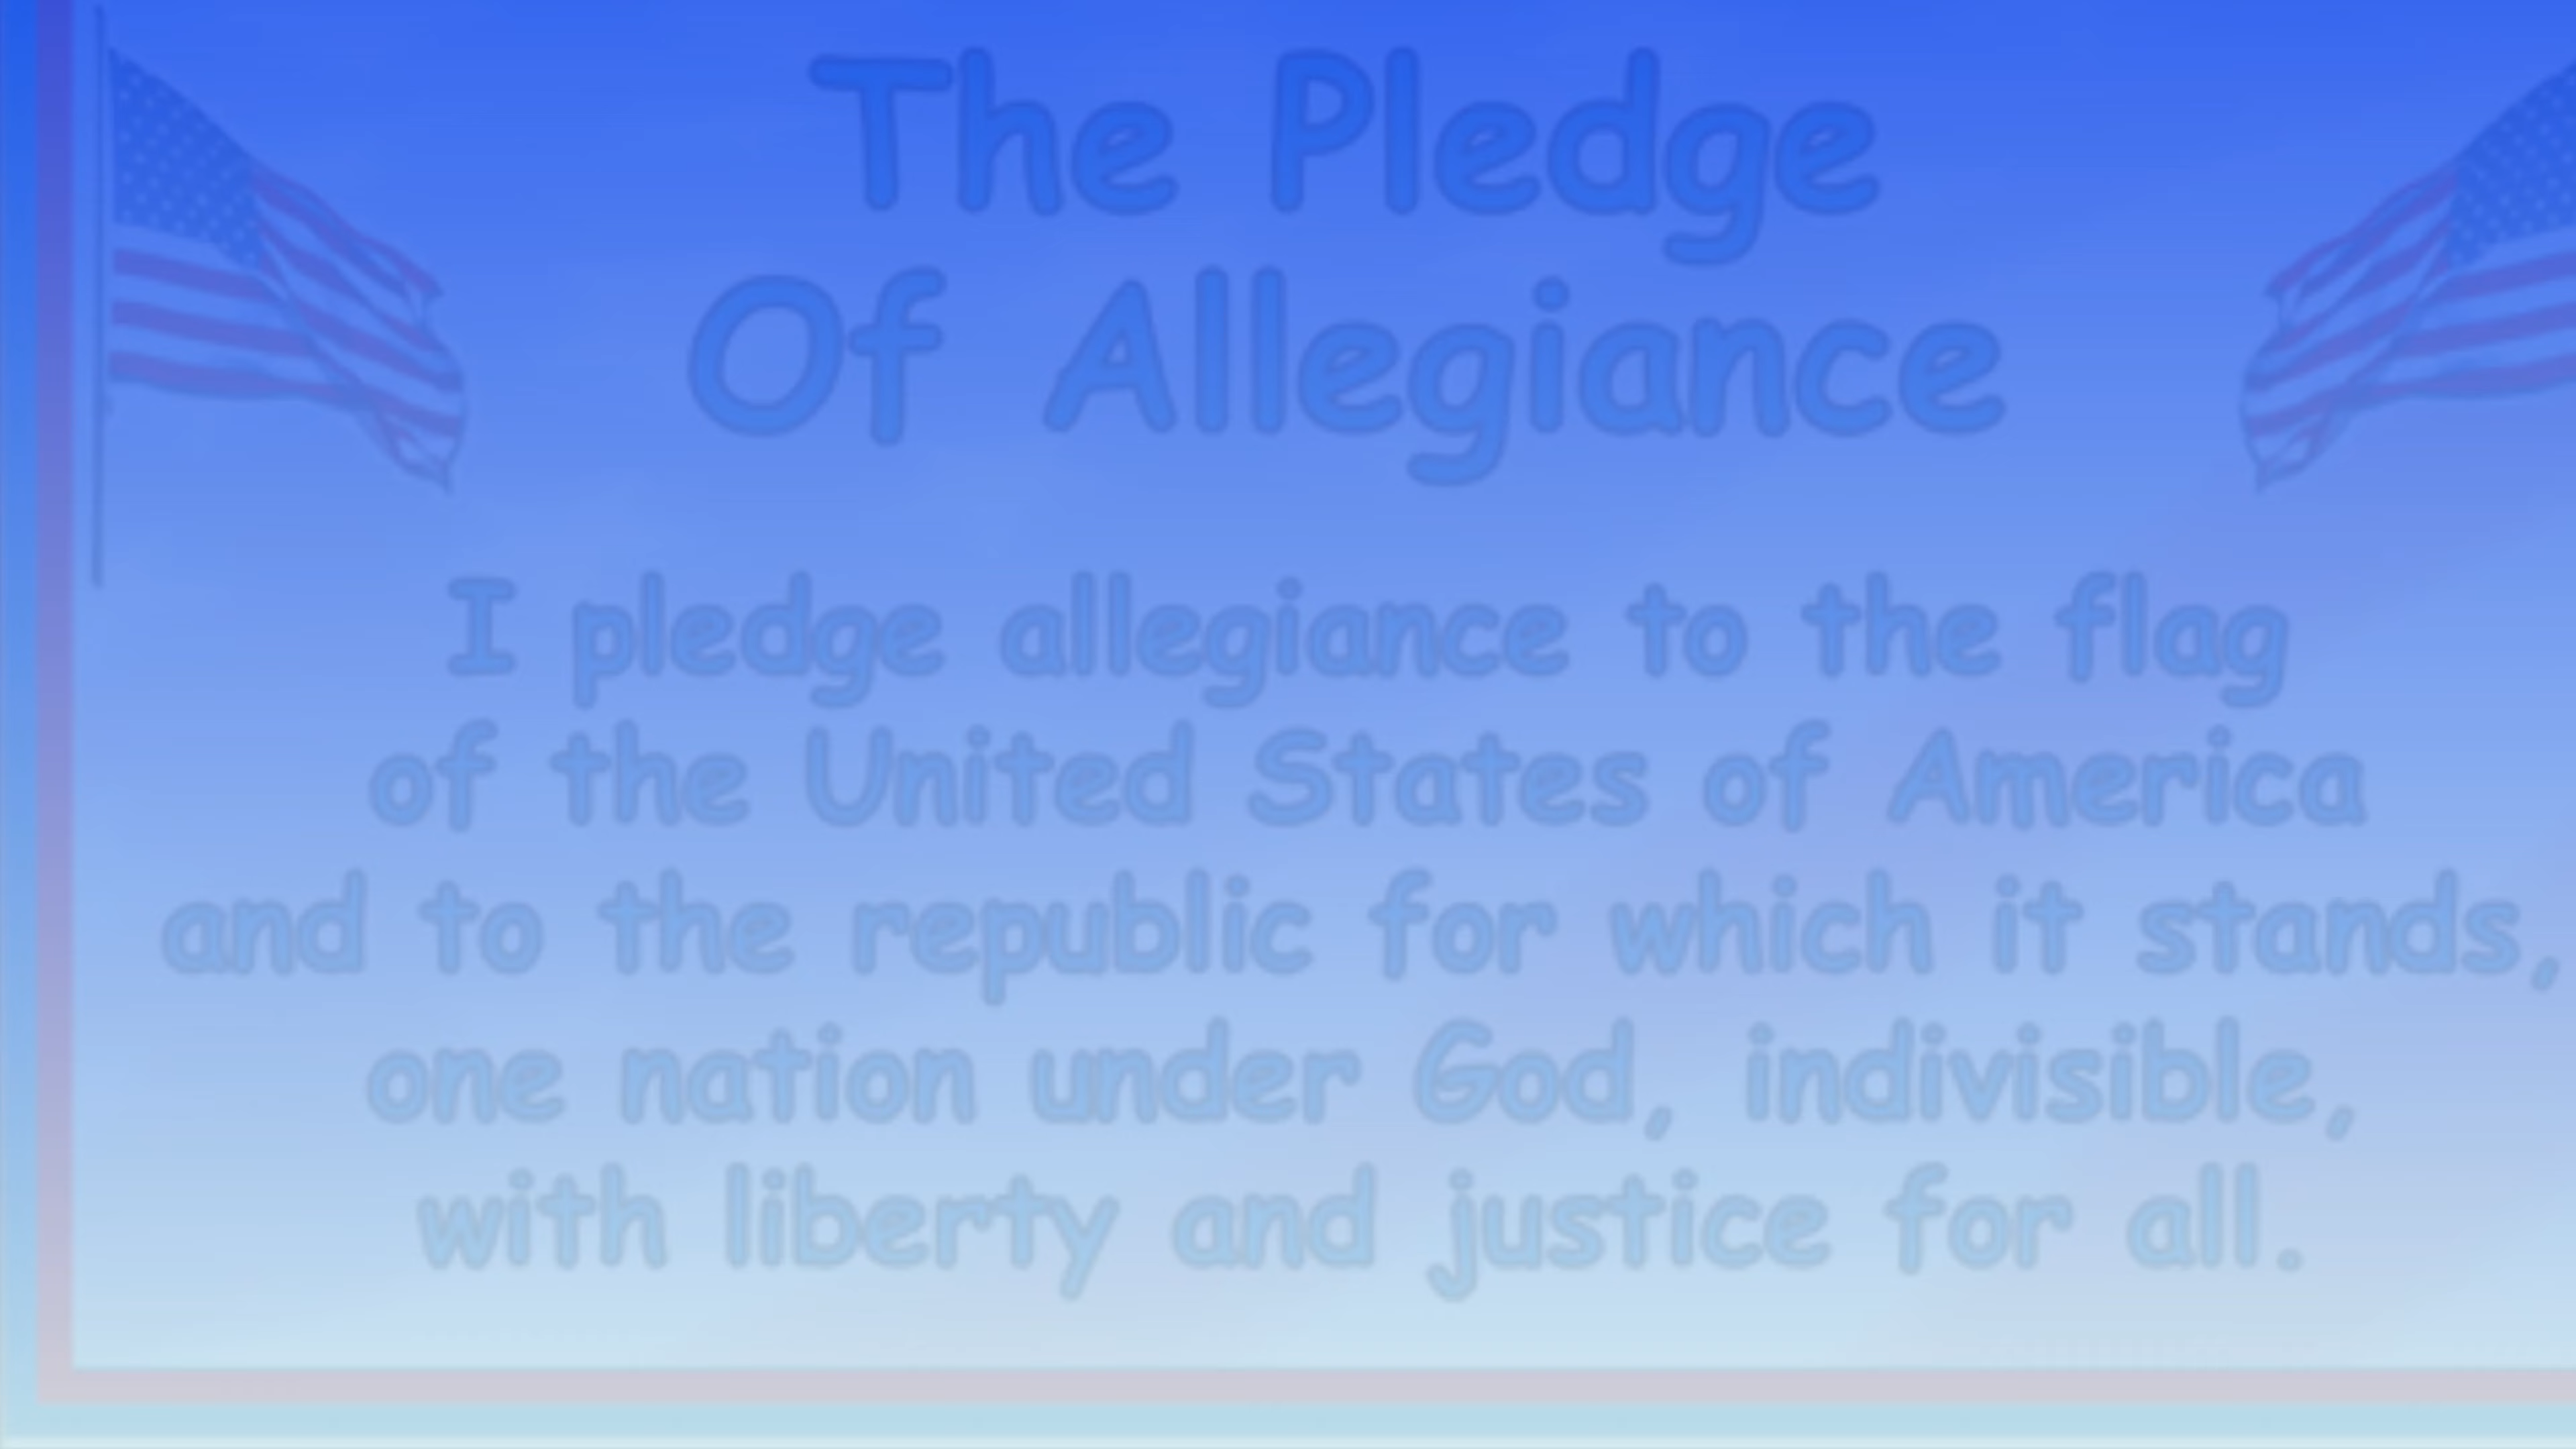 The Pledge
Of Allegiance
I pledge allegiance to the flag
of the United States of America
and to the republic for which it stands,
one nation under God, indivisible,
with liberty and justice for all.